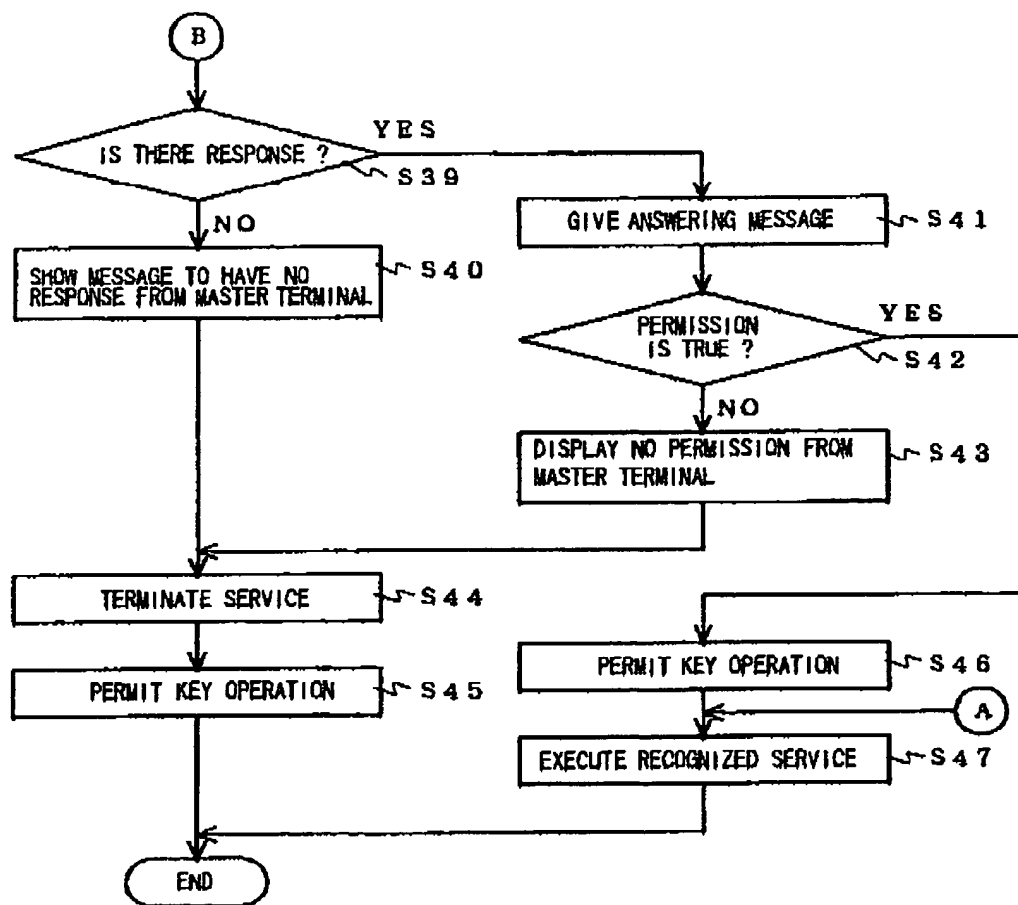 B
IS THERE RESPONSE ?
YES
S39
NO
SHOW MESSAGE TO HAVE NO
RESPONSE FROM MASTER TERMINAL
S40
GIVE ANSWERING MESSAGE
S41
PERMISSION
IS TRUE ?
YES
S42
NO
DISPLAY NO PERMISSION FROM
MASTER TERMINAL
S43
TERMINATE SERVICE
S44
PERMIT KEY OPERATION
S45
PERMIT KEY OPERATION
S46
A
EXECUTE RECOGNIZED SERVICE
S47
END